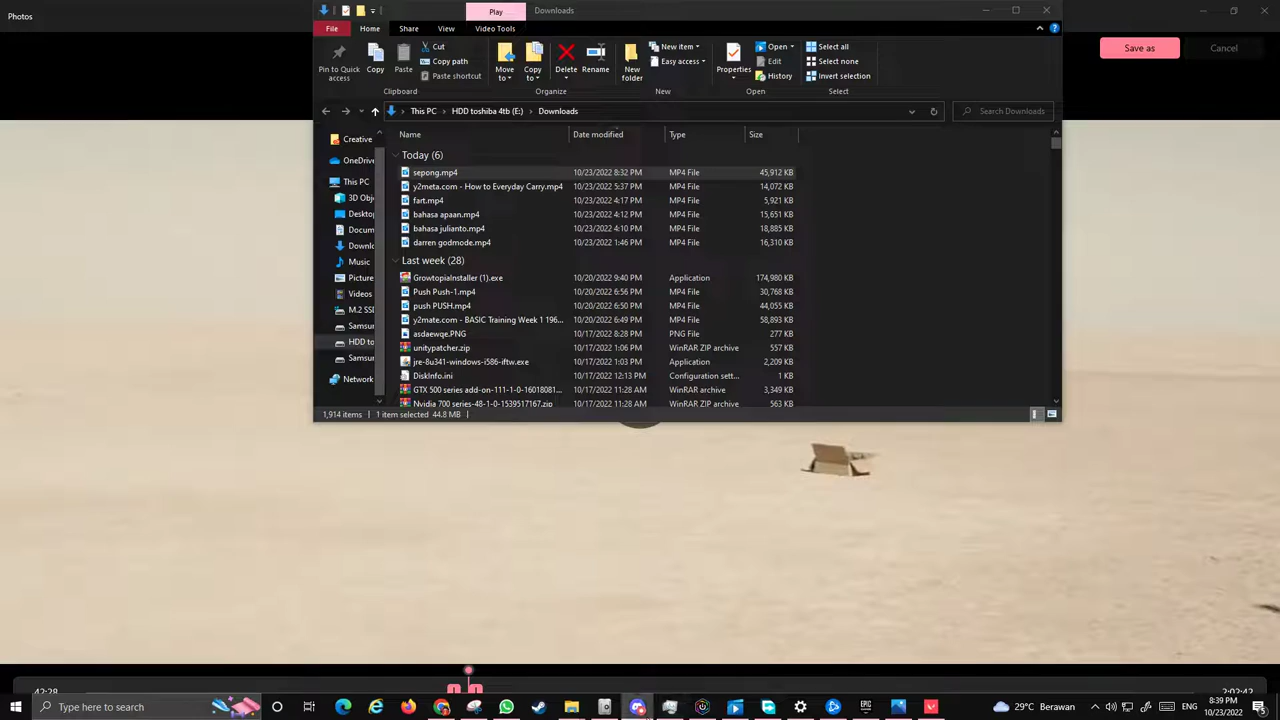 Photos
Play
Downloads
Save as
Cancel
File
Home
Share
View
Video Tools
Pin to Quick access
Copy
Paste
Cut
Copy path
Paste shortcut
Clipboard
Move to
Copy to
Delete
Rename
Organize
New folder
New item
Easy access
New
Properties
Open
Edit
History
Open
Select all
Select none
Invert selection
Select
This PC > HDD toshiba 4tb (E:) > Downloads
Search Downloads
Name Date modified Type Size
Creative
OneDrive
This PC
3D Obj
Desktop
Docum
Downlo
Music
Picture
Videos
M.2 SSD
Samsu
HDD to
Samsu
Network
Today (6)
sepong.mp4 10/23/2022 8:32 PM MP4 File 45,912 KB
y2meta.com - How to Everyday Carry.mp4 10/23/2022 5:37 PM MP4 File 14,072 KB
fart.mp4 10/23/2022 4:17 PM MP4 File 5,921 KB
bahasa apaan.mp4 10/23/2022 4:12 PM MP4 File 15,651 KB
bahasa julianto.mp4 10/23/2022 4:10 PM MP4 File 18,885 KB
darren godmode.mp4 10/23/2022 1:46 PM MP4 File 16,310 KB
Last week (28)
GrowtopiaInstaller (1).exe 10/20/2022 9:40 PM Application 174,980 KB
Push Push-1.mp4 10/20/2022 6:56 PM MP4 File 30,768 KB
push PUSH.mp4 10/20/2022 6:50 PM MP4 File 44,055 KB
y2mate.com - BASIC Training Week 1 196... 10/20/2022 6:49 PM MP4 File 58,893 KB
asdaewqe.PNG 10/17/2022 8:28 PM PNG File 277 KB
unitypatcher.zip 10/17/2022 1:06 PM WinRAR ZIP archive 557 KB
jre-8u341-windows-i586-iftw.exe 10/17/2022 1:03 PM Application 2,209 KB
DiskInfo.ini 10/17/2022 12:13 PM Configuration sett... 1 KB
GTX 500 series add-on-111-1-0-16018081... 10/17/2022 11:28 AM WinRAR archive 3,349 KB
Nvidia 700 series-48-1-0-1539517167.zip 10/17/2022 11:28 AM WinRAR ZIP archive 563 KB
1,914 items
1 item selected 44.8 MB
42:28
2:02:42
Type here to search
29°C Berawan
ENG
8:39 PM
10/23/2022